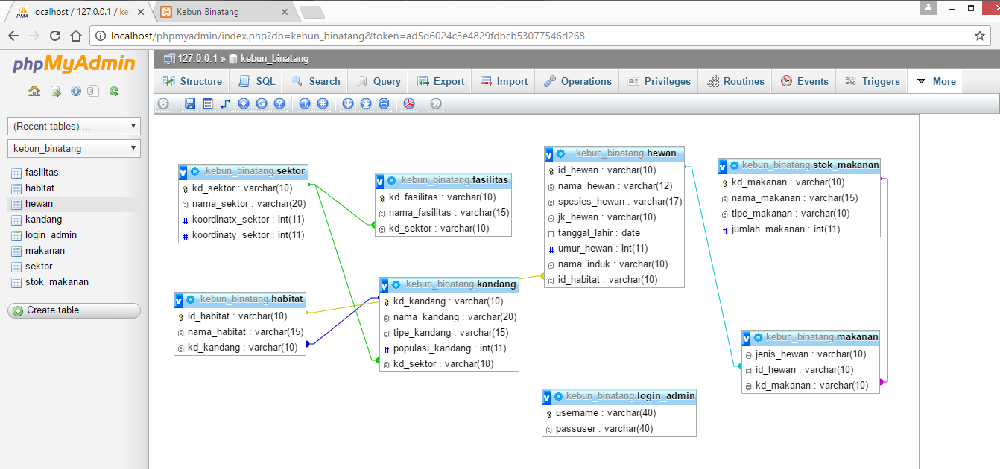 localhost / 127.0.0.1 / kel
Kebun Binatang
localhost/phpmyadmin/index.php?db=kebun_binatang&token=ad5d6024c3e4829fdbcb53077546d268
phpMyAdmin
(Recent tables) ...
kebun_binatang
fasilitas
habitat
hewan
kandang
login_admin
makanan
sektor
stok_makanan
Create table
127.0.0.1 » kebun_binatang
Structure SQL Search Query Export Import Operations Privileges Routines Events Triggers More
kebun_binatang.sektor
kd_sektor : varchar(10)
nama_sektor : varchar(20)
koordinatx_sektor : int(11)
koordinaty_sektor : int(11)
kebun_binatang.fasilitas
kd_fasilitas : varchar(10)
nama_fasilitas : varchar(15)
kd_sektor : varchar(10)
kebun_binatang.hewan
id_hewan : varchar(10)
nama_hewan : varchar(12)
spesies_hewan : varchar(17)
jk_hewan : varchar(10)
tanggal_lahir : date
umur_hewan : int(11)
nama_induk : varchar(10)
id_habitat : varchar(10)
kebun_binatang.stok_makanan
kd_makanan : varchar(10)
nama_makanan : varchar(15)
tipe_makanan : varchar(10)
jumlah_makanan : int(11)
kebun_binatang.habitat
id_habitat : varchar(10)
nama_habitat : varchar(15)
kd_kandang : varchar(10)
kebun_binatang.kandang
kd_kandang : varchar(10)
nama_kandang : varchar(20)
tipe_kandang : varchar(15)
populasi_kandang : int(11)
kd_sektor : varchar(10)
kebun_binatang.makanan
jenis_hewan : varchar(10)
id_hewan : varchar(10)
kd_makanan : varchar(10)
kebun_binatang.login_admin
username : varchar(40)
passuser : varchar(40)